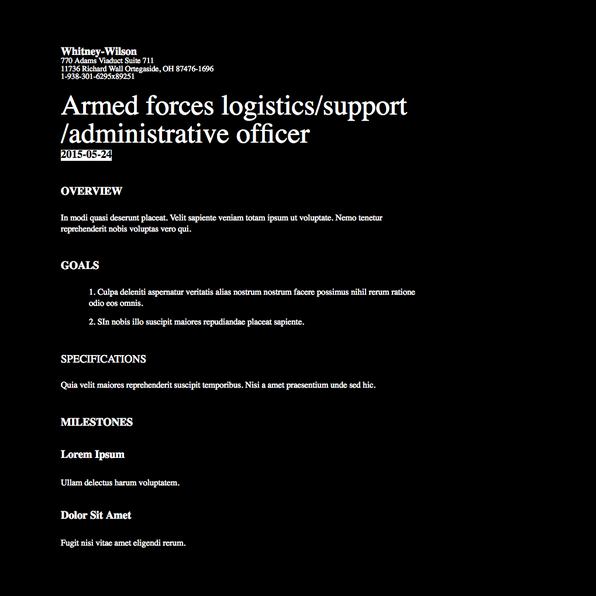 Whitney-Wilson
770 Adams Viaduct Suite 711
11736 Richard Wall Ortegaside, OH 87476-1696
1-938-301-6295x89251
Armed forces logistics/support
/administrative officer
2015-05-24
OVERVIEW
In modi quasi deserunt placeat. Velit sapiente veniam totam ipsum ut voluptate. Nemo tenetur
reprehenderit nobis voluptas vero qui.
GOALS
1. Culpa deleniti aspernatur veritatis alias nostrum nostrum facere possimus nihil rerum ratione
odio eos omnis.
2. SIn nobis illo suscipit maiores repudiandae placeat sapiente.
SPECIFICATIONS
Quia velit maiores reprehenderit suscipit temporibus. Nisi a amet praesentium unde sed hic.
MILESTONES
Lorem Ipsum
Ullam delectus harum voluptatem.
Dolor Sit Amet
Fugit nisi vitae amet eligendi rerum.